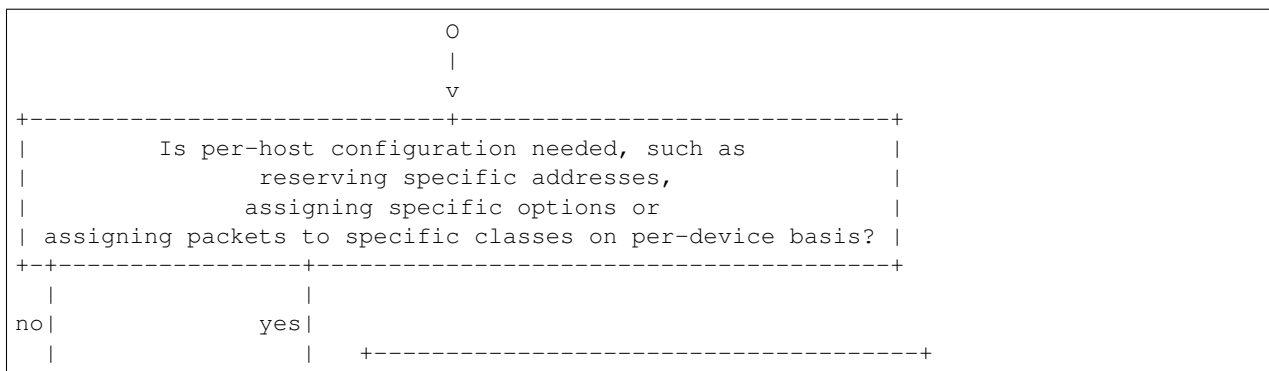 O
|
v
+-----------------------------+------------------------------+
|         Is per-host configuration needed, such as          |
|                reserving specific addresses,               |
|               assigning specific options or                |
| assigning packets to specific classes on per-device basis? |
+-+-----------------+----------------------------------------+
  |                 |
no|              yes|
  |                 |   +--------------------------------------+